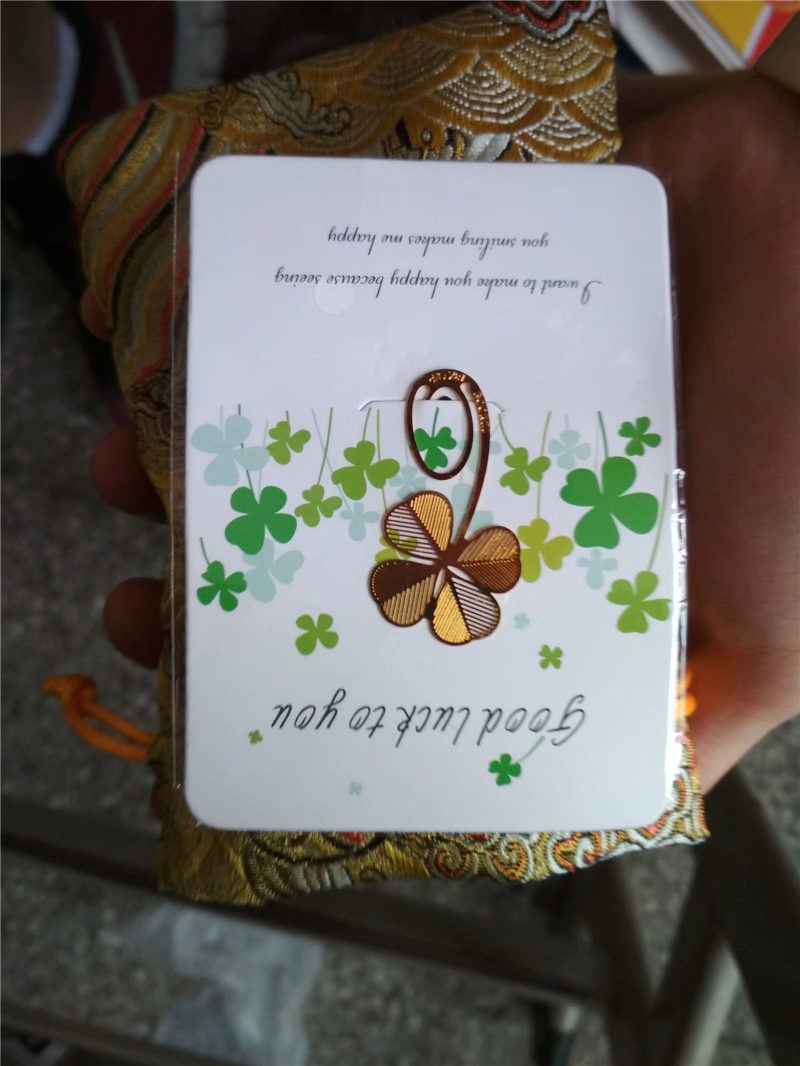 Good luck to you
I want to make you happy because seeing
you smiling makes me happy